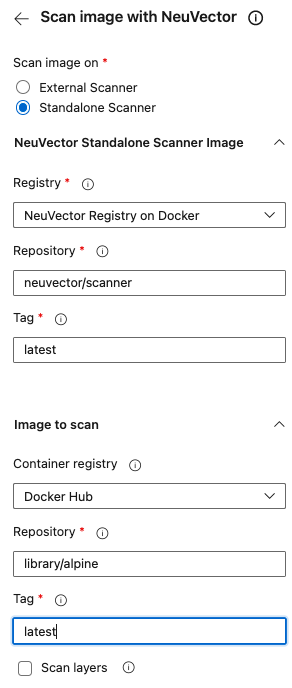 Scan image with NeuVector
Scan image on *
External Scanner
Standalone Scanner
NeuVector Standalone Scanner Image
Registry *
NeuVector Registry on Docker
Repository *
neuvector/scanner
Tag *
latest
Image to scan
Container registry
Docker Hub
Repository *
library/alpine
Tag *
latest
Scan layers